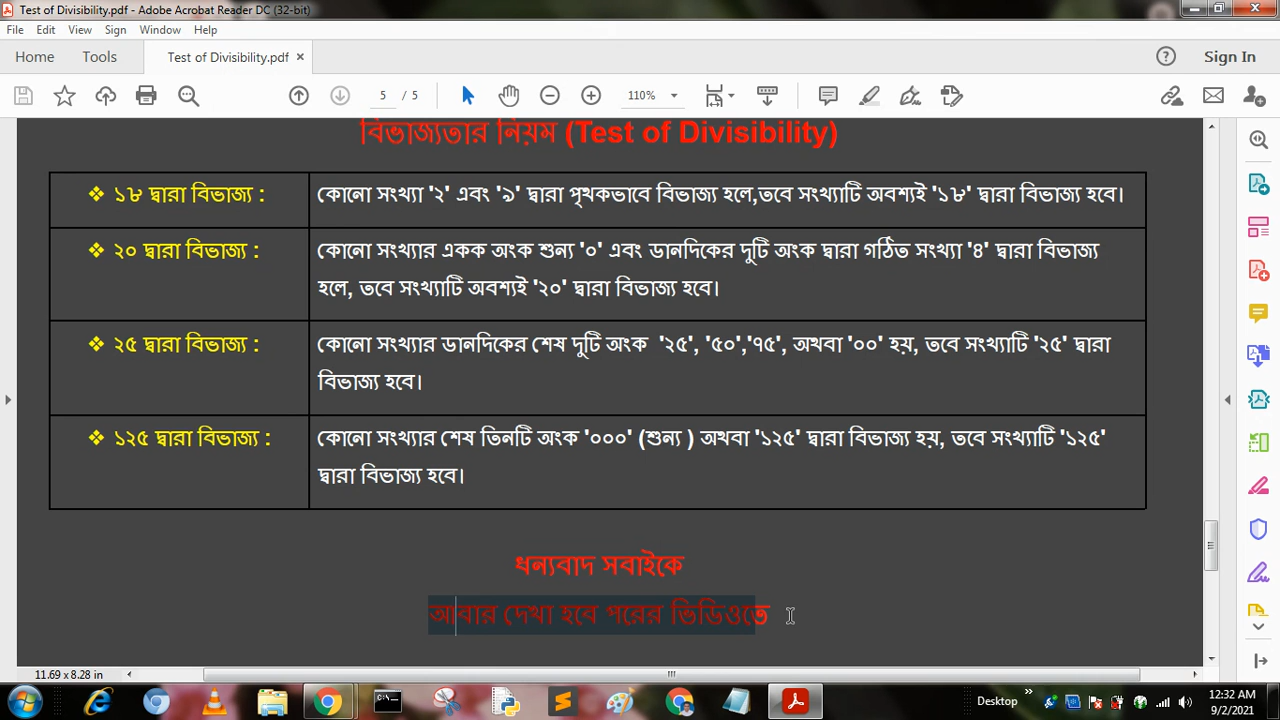 Test of Divisibility.pdf - Adobe Acrobat Reader DC (32-bit)
File Edit View Sign Window Help
Home Tools Test of Divisibility.pdf × Sign In
5 / 5 110%
বিভাজ্যতার নিয়ম (Test of Divisibility)
❖ ১৮ দ্বারা বিভাজ্য : কোনো সংখ্যা '২' এবং '৯' দ্বারা পৃথকভাবে বিভাজ্য হলে,তবে সংখ্যাটি অবশ্যই '১৮' দ্বারা বিভাজ্য হবে।
❖ ২০ দ্বারা বিভাজ্য : কোনো সংখ্যার একক অংক শুন্য '০' এবং ডানদিকের দুটি অংক দ্বারা গঠিত সংখ্যা '৪' দ্বারা বিভাজ্য
হলে, তবে সংখ্যাটি অবশ্যই '২০' দ্বারা বিভাজ্য হবে।
❖ ২৫ দ্বারা বিভাজ্য : কোনো সংখ্যার ডানদিকের শেষ দুটি অংক '২৫', '৫০','৭৫', অথবা '০০' হয়, তবে সংখ্যাটি '২৫' দ্বারা
বিভাজ্য হবে।
❖ ১২৫ দ্বারা বিভাজ্য : কোনো সংখ্যার শেষ তিনটি অংক '০০০' (শুন্য ) অথবা '১২৫' দ্বারা বিভাজ্য হয়, তবে সংখ্যাটি '১২৫'
দ্বারা বিভাজ্য হবে।
ধন্যবাদ সবাইকে
আবার দেখা হবে পরের ভিডিওতে
11.69 x 8.28 in
Desktop » 12:32 AM
9/2/2021